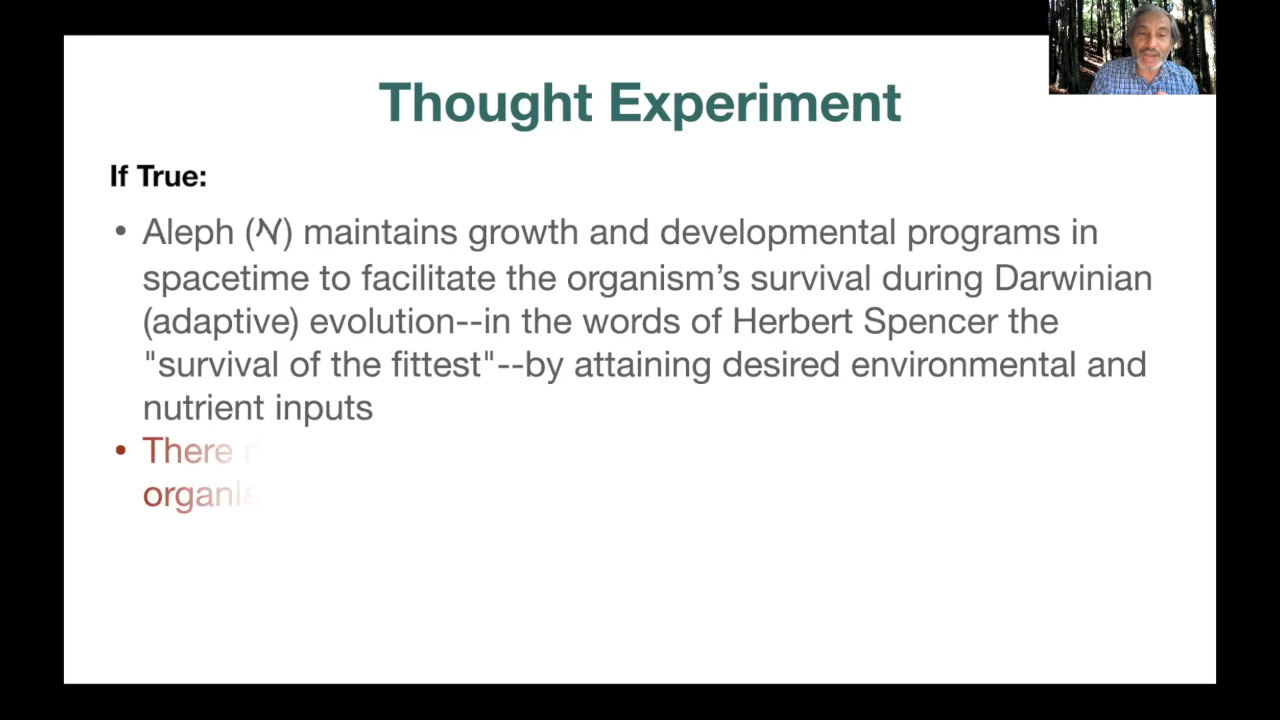 Thought Experiment
If True:
• Aleph (ℵ) maintains growth and developmental programs in
spacetime to facilitate the organism’s survival during Darwinian
(adaptive) evolution--in the words of Herbert Spencer the
"survival of the fittest"--by attaining desired environmental and
nutrient inputs
• There